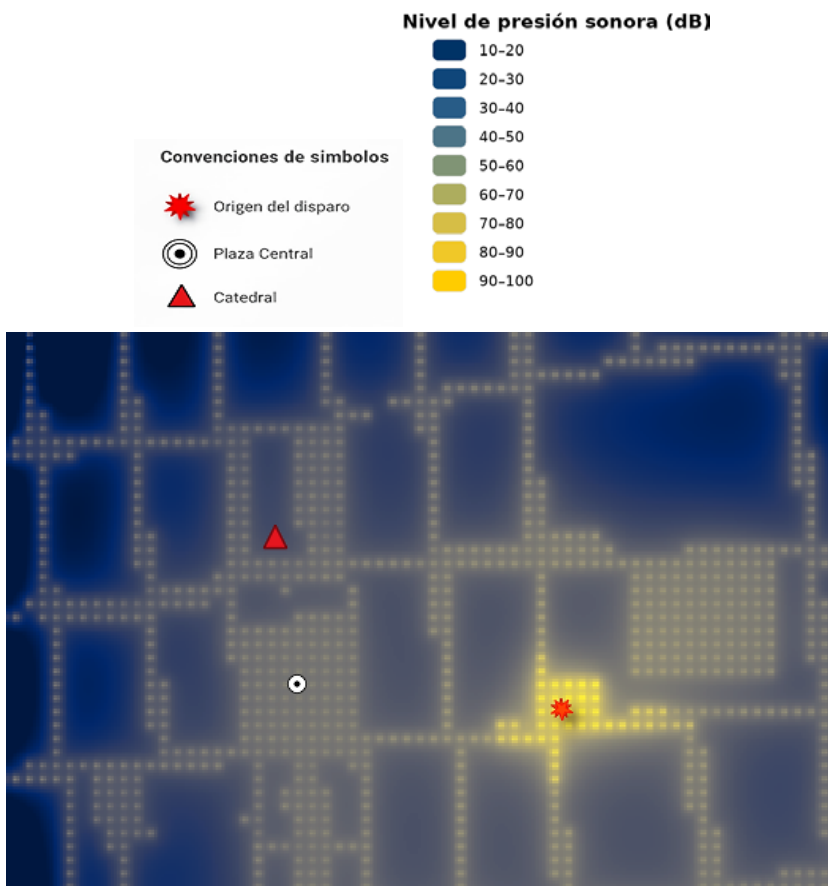 Nivel de presión sonora (dB)
10–20
20–30
30–40
40–50
50–60
60–70
70–80
80–90
90–100
Convenciones de simbolos
Origen del disparo
Plaza Central
Catedral